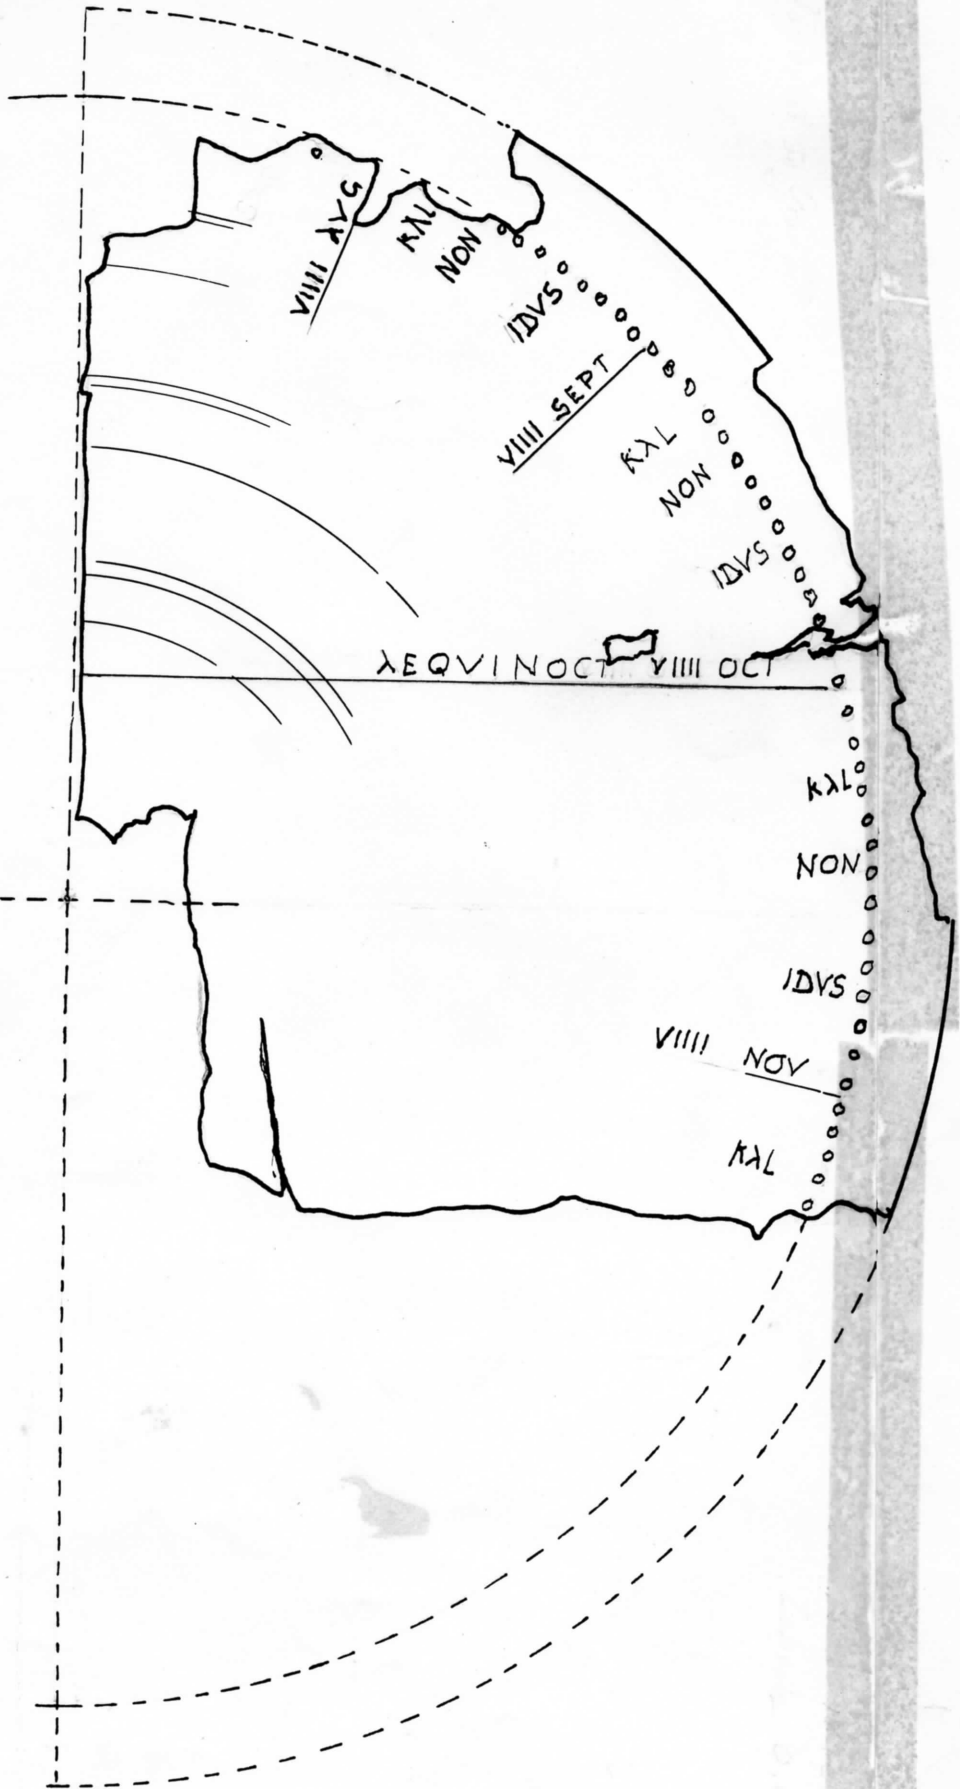 VIIII AVG
KAL
NON
IDVS
VIIII SEPT
KAL
NON
IDVS
AEQVINOCT VIIII OCT
KAL
NON
IDVS
VIIII NOV
KAL